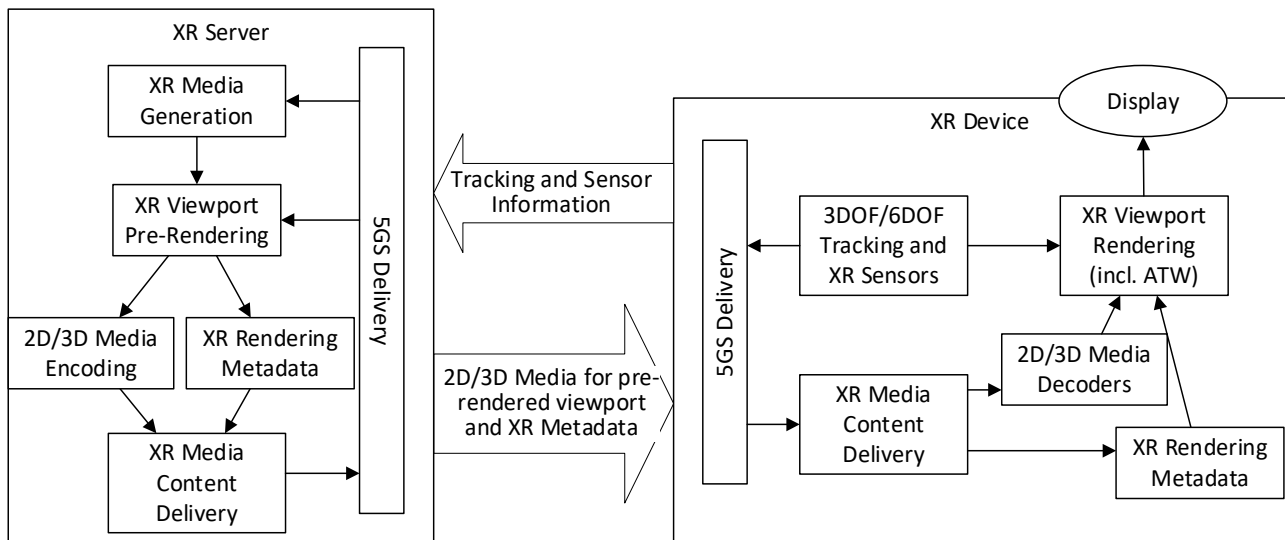 XR Server
XR Media
Generation
XR Viewport
Pre-Rendering
2D/3D Media
Encoding
XR Rendering
Metadata
XR Media
Content
Delivery
5GS Delivery
Tracking and Sensor
Information
2D/3D Media for pre-
rendered viewport
and XR Metadata
Display
XR Device
5GS Delivery
3DOF/6DOF
Tracking and
XR Sensors
XR Viewport
Rendering
(incl. ATW)
2D/3D Media
Decoders
XR Media
Content
Delivery
XR Rendering
Metadata